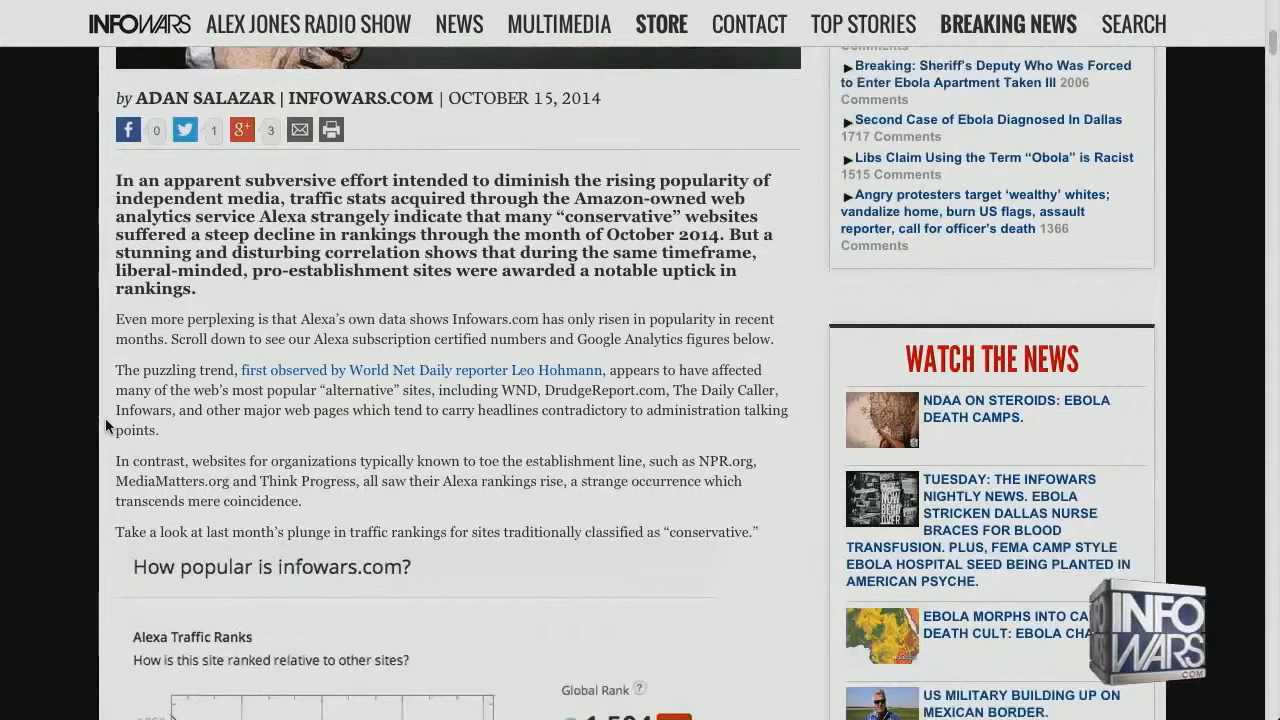 INFOWARS ALEX JONES RADIO SHOW NEWS MULTIMEDIA STORE CONTACT TOP STORIES BREAKING NEWS SEARCH
by ADAN SALAZAR | INFOWARS.COM | OCTOBER 15, 2014
0 1 3
In an apparent subversive effort intended to diminish the rising popularity of
independent media, traffic stats acquired through the Amazon-owned web
analytics service Alexa strangely indicate that many “conservative” websites
suffered a steep decline in rankings through the month of October 2014. But a
stunning and disturbing correlation shows that during the same timeframe,
liberal-minded, pro-establishment sites were awarded a notable uptick in
rankings.
Even more perplexing is that Alexa’s own data shows Infowars.com has only risen in popularity in recent
months. Scroll down to see our Alexa subscription certified numbers and Google Analytics figures below.
The puzzling trend, first observed by World Net Daily reporter Leo Hohmann, appears to have affected
many of the web’s most popular “alternative” sites, including WND, DrudgeReport.com, The Daily Caller,
Infowars, and other major web pages which tend to carry headlines contradictory to administration talking
points.
In contrast, websites for organizations typically known to toe the establishment line, such as NPR.org,
MediaMatters.org and Think Progress, all saw their Alexa rankings rise, a strange occurrence which
transcends mere coincidence.
Take a look at last month’s plunge in traffic rankings for sites traditionally classified as “conservative.”
How popular is infowars.com?
Alexa Traffic Ranks
How is this site ranked relative to other sites?
Global Rank ?
Comments
Breaking: Sheriff’s Deputy Who Was Forced
to Enter Ebola Apartment Taken Ill 2006
Comments
Second Case of Ebola Diagnosed In Dallas
1717 Comments
Libs Claim Using the Term “Obola” is Racist
1515 Comments
Angry protesters target ‘wealthy’ whites;
vandalize home, burn US flags, assault
reporter, call for officer’s death 1366
Comments
WATCH THE NEWS
NDAA ON STEROIDS: EBOLA
DEATH CAMPS.
TUESDAY: THE INFOWARS
NIGHTLY NEWS. EBOLA
STRICKEN DALLAS NURSE
BRACES FOR BLOOD
TRANSFUSION. PLUS, FEMA CAMP STYLE
EBOLA HOSPITAL SEED BEING PLANTED IN
AMERICAN PSYCHE.
EBOLA MORPHS INTO
DEATH CULT: EBOLA
US MILITARY BUILDING UP ON
MEXICAN BORDER.
INFO
WARS
.COM